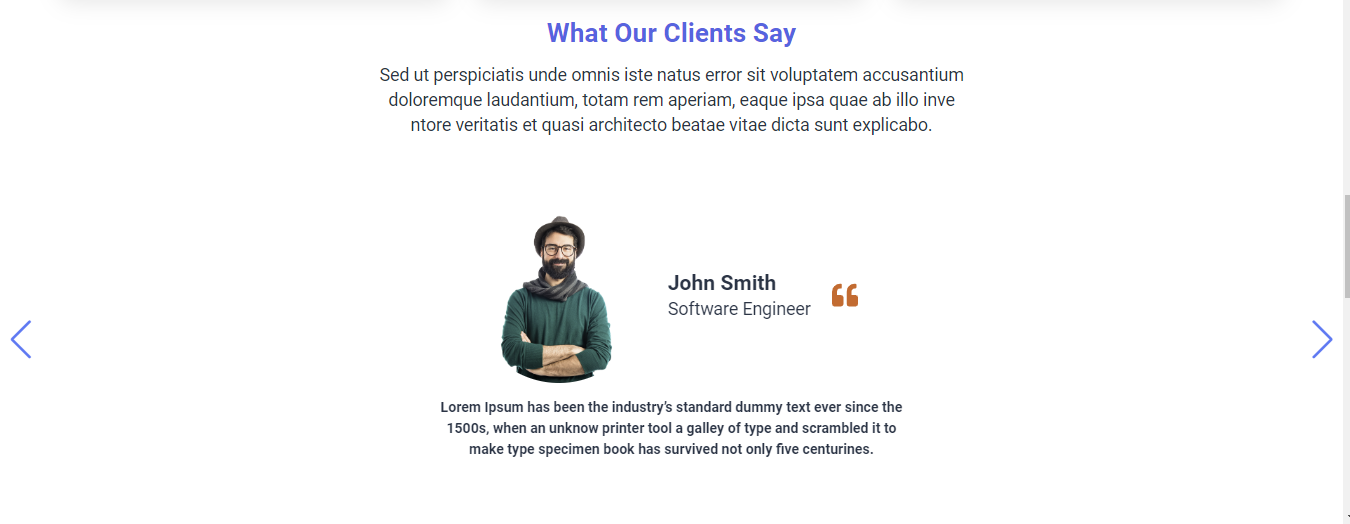 What Our Clients Say
Sed ut perspiciatis unde omnis iste natus error sit voluptatem accusantium
doloremque laudantium, totam rem aperiam, eaque ipsa quae ab illo inve
ntore veritatis et quasi architecto beatae vitae dicta sunt explicabo.
John Smith
Software Engineer
Lorem Ipsum has been the industry's standard dummy text ever since the
1500s, when an unknow printer tool a galley of type and scrambled it to
make type specimen book has survived not only five centurines.